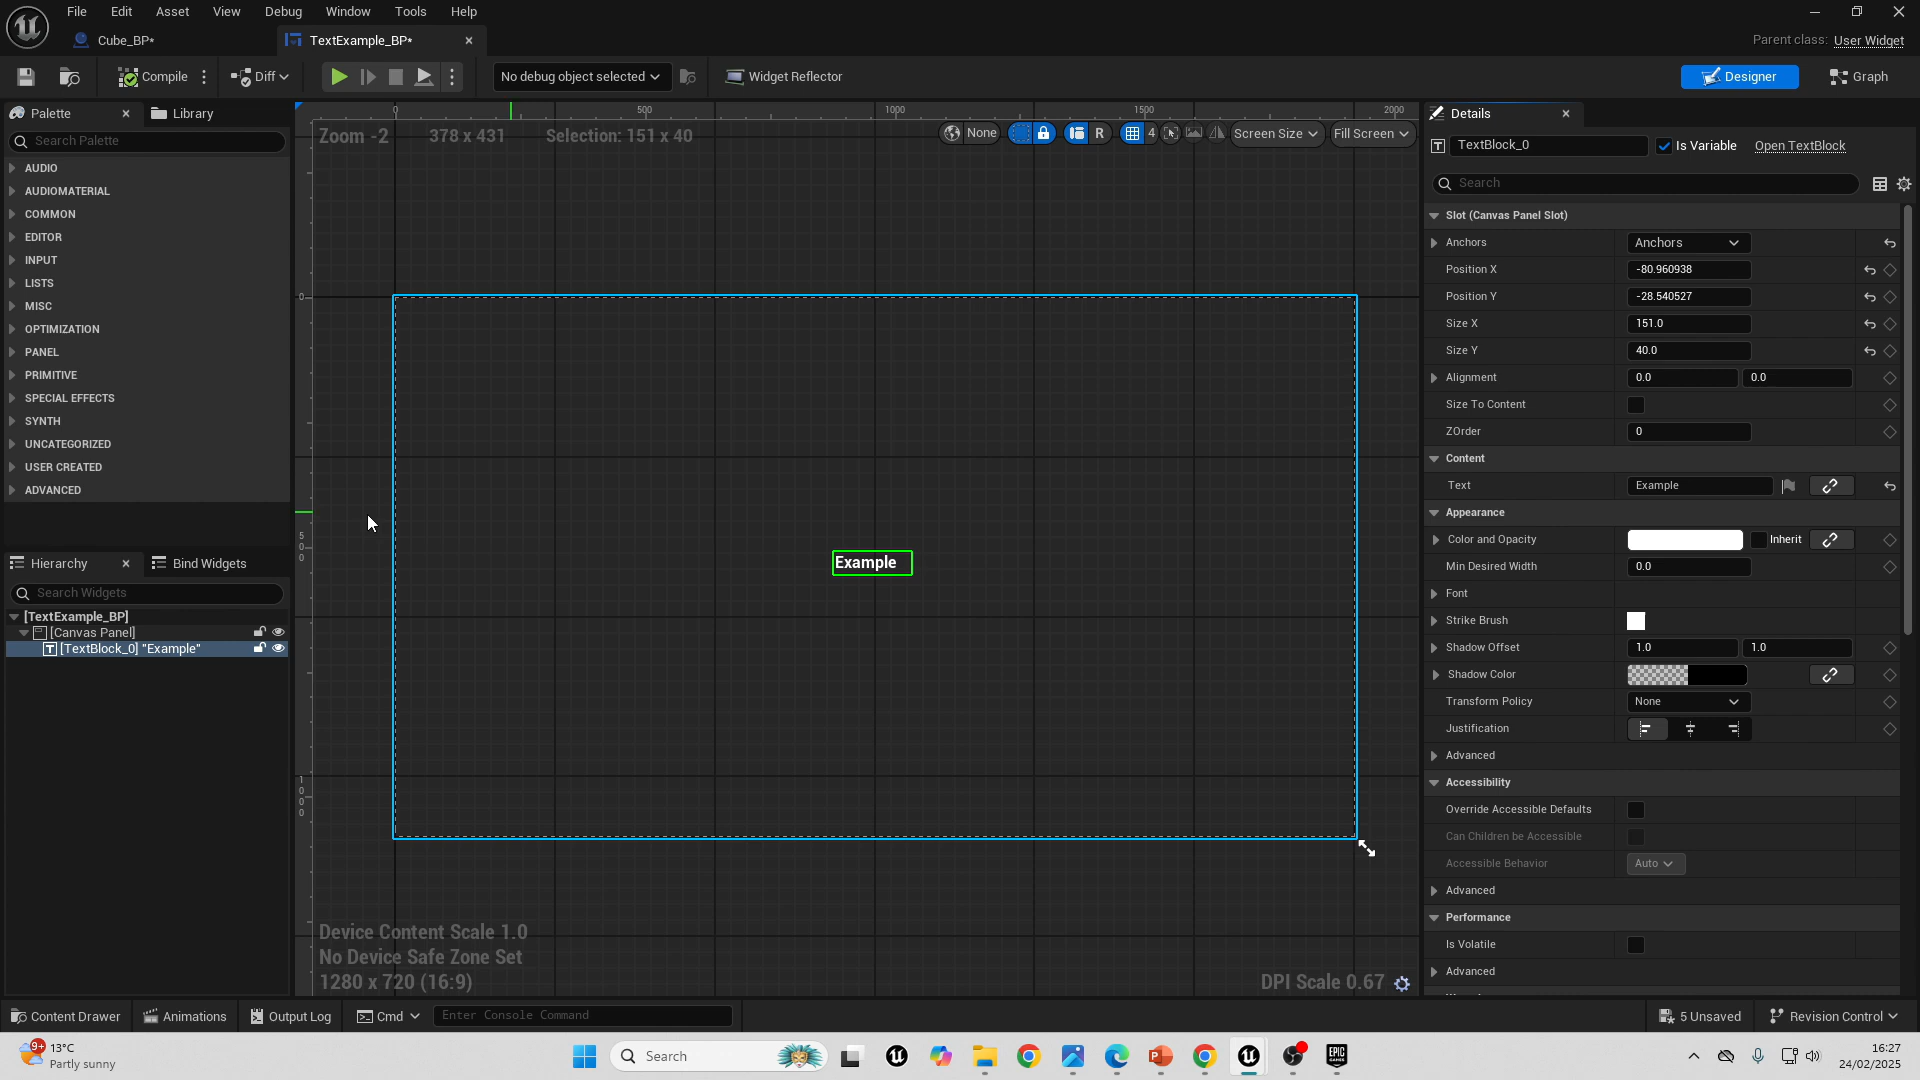 File Edit Asset View Debug Window Tools Help
Cube_BP*
TextExample_BP*
Parent class: User Widget
Compile
Diff
No debug object selected
Widget Reflector
Designer
Graph
Palette
Library
Search Palette
AUDIO
AUDIOMATERIAL
COMMON
EDITOR
INPUT
LISTS
MISC
OPTIMIZATION
PANEL
PRIMITIVE
SPECIAL EFFECTS
SYNTH
UNCATEGORIZED
USER CREATED
ADVANCED
Hierarchy
Bind Widgets
Search Widgets
[TextExample_BP]
[Canvas Panel]
[TextBlock_0] "Example"
0 500 1000 1500 2000
Zoom -2 378 x 431 Selection: 151 x 40
None
4
R
Screen Size
Fill Screen
0
500
1000
Example
Device Content Scale 1.0
No Device Safe Zone Set
1280 x 720 (16:9)
DPI Scale 0.67
Details
TextBlock_0
Is Variable
Open TextBlock
Search
Slot (Canvas Panel Slot)
Anchors Anchors
Position X -80.960938
Position Y -28.540527
Size X 151.0
Size Y 40.0
Alignment 0.0 0.0
Size To Content
ZOrder 0
Content
Text Example
Appearance
Color and Opacity Inherit
Min Desired Width 0.0
Font
Strike Brush
Shadow Offset 1.0 1.0
Shadow Color
Transform Policy None
Justification
Advanced
Accessibility
Override Accessible Defaults
Can Children be Accessible
Accessible Behavior Auto
Advanced
Performance
Is Volatile
Advanced
Content Drawer
Animations
Output Log
Cmd
Enter Console Command
5 Unsaved
Revision Control
9+
13°C
Partly sunny
Search
EPIC GAMES
16:27
24/02/2025